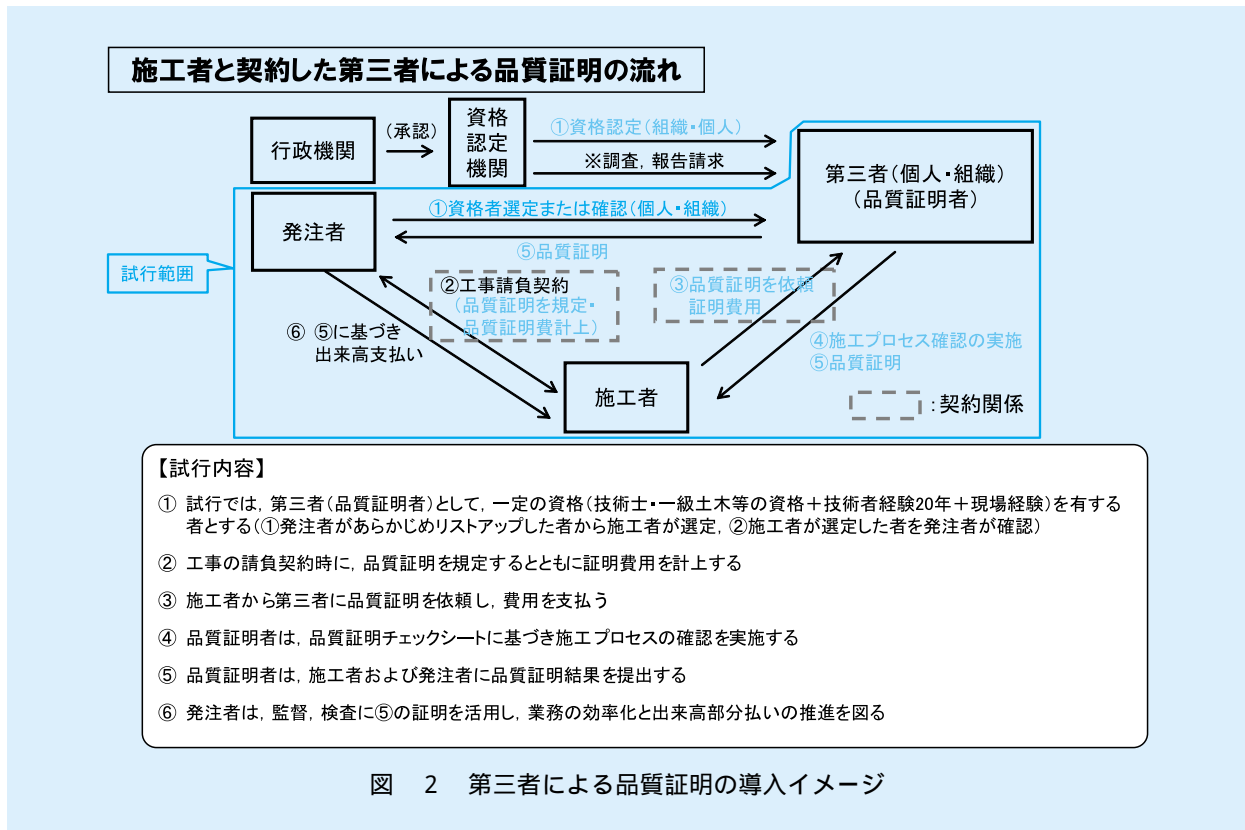 施工者と契約した第三者による品質証明の流れ
行政機関
(承認)
資格
認定
機関
①資格認定(組織・個人)
※調査, 報告請求
第三者(個人・組織)
(品質証明者)
発注者
①資格者選定または確認(個人・組織)
⑤品質証明
試行範囲
②工事請負契約
(品質証明を規定・
品質証明費計上)
③品質証明を依頼
証明費用
⑥ ⑤に基づき
出来高支払い
④施工プロセス確認の実施
⑤品質証明
施工者
:契約関係
【試行内容】
① 試行では, 第三者(品質証明者)として, 一定の資格(技術士・一級土木等の資格+技術者経験20年+現場経験)を有する
者とする(①発注者があらかじめリストアップした者から施工者が選定, ②施工者が選定した者を発注者が確認)
② 工事の請負契約時に, 品質証明を規定するとともに証明費用を計上する
③ 施工者から第三者に品質証明を依頼し, 費用を支払う
④ 品質証明者は, 品質証明チェックシートに基づき施工プロセスの確認を実施する
⑤ 品質証明者は, 施工者および発注者に品質証明結果を提出する
⑥ 発注者は, 監督, 検査に⑤の証明を活用し, 業務の効率化と出来高部分払いの推進を図る
図 2 第三者による品質証明の導入イメージ